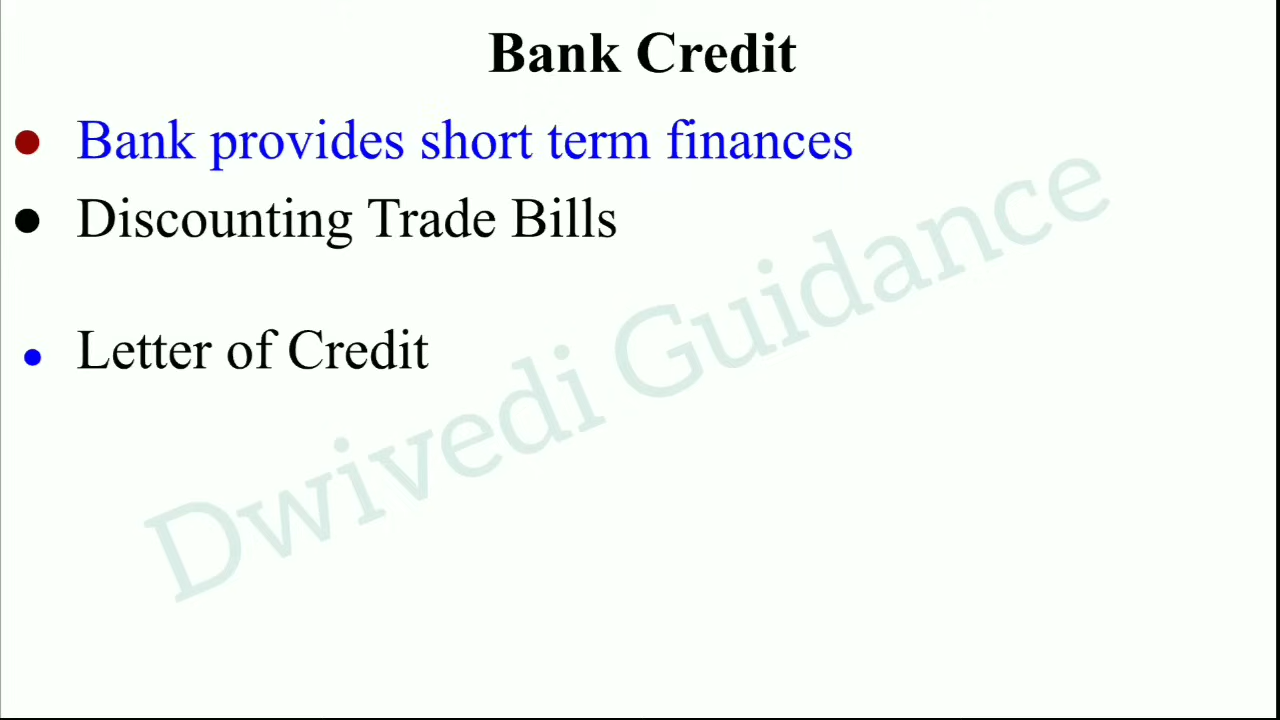 Bank Credit
● Bank provides short term finances
● Discounting Trade Bills
● Letter of Credit
Dwivedi Guidance